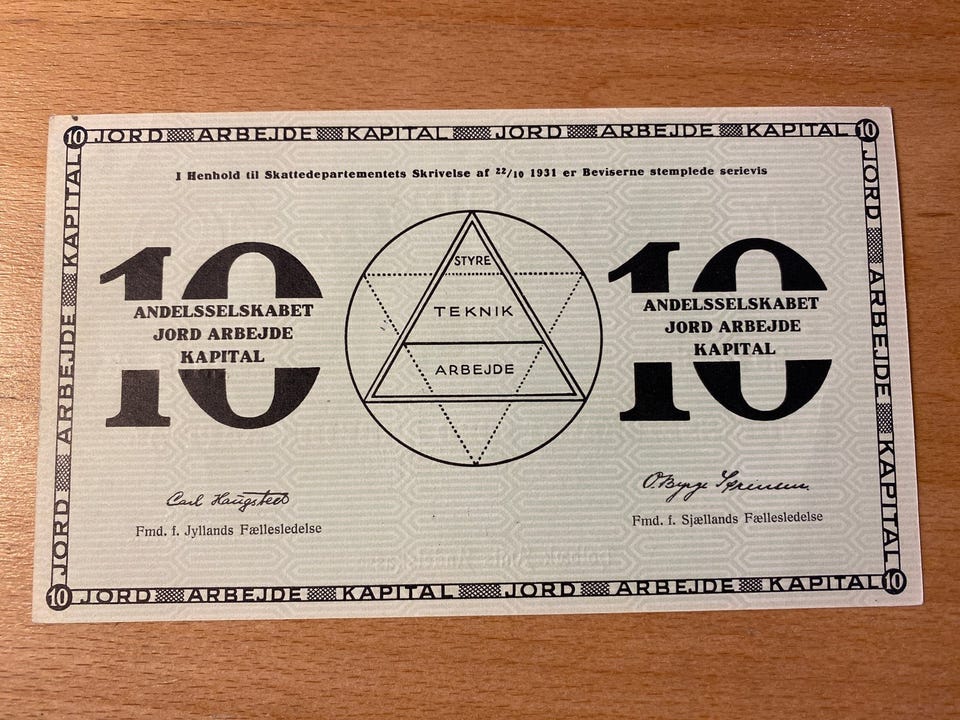 10 JORD ARBEJDE KAPITAL JORD ARBEJDE KAPITAL 10
JORD ARBEJDE KAPITAL
JORD ARBEJDE KAPITAL
I Henhold til Skattedepartementets Skrivelse af 22/10 1931 er Beviserne stemplede serievis
10
ANDELSSELSKABET
JORD ARBEJDE
KAPITAL
STYRE
TEKNIK
ARBEJDE
10
ANDELSSELSKABET
JORD ARBEJDE
KAPITAL
Carl Haugsted
Fmd. f. Jyllands Fællesledelse
Fmd. f. Sjællands Fællesledelse
10 JORD ARBEJDE KAPITAL JORD ARBEJDE KAPITAL 10